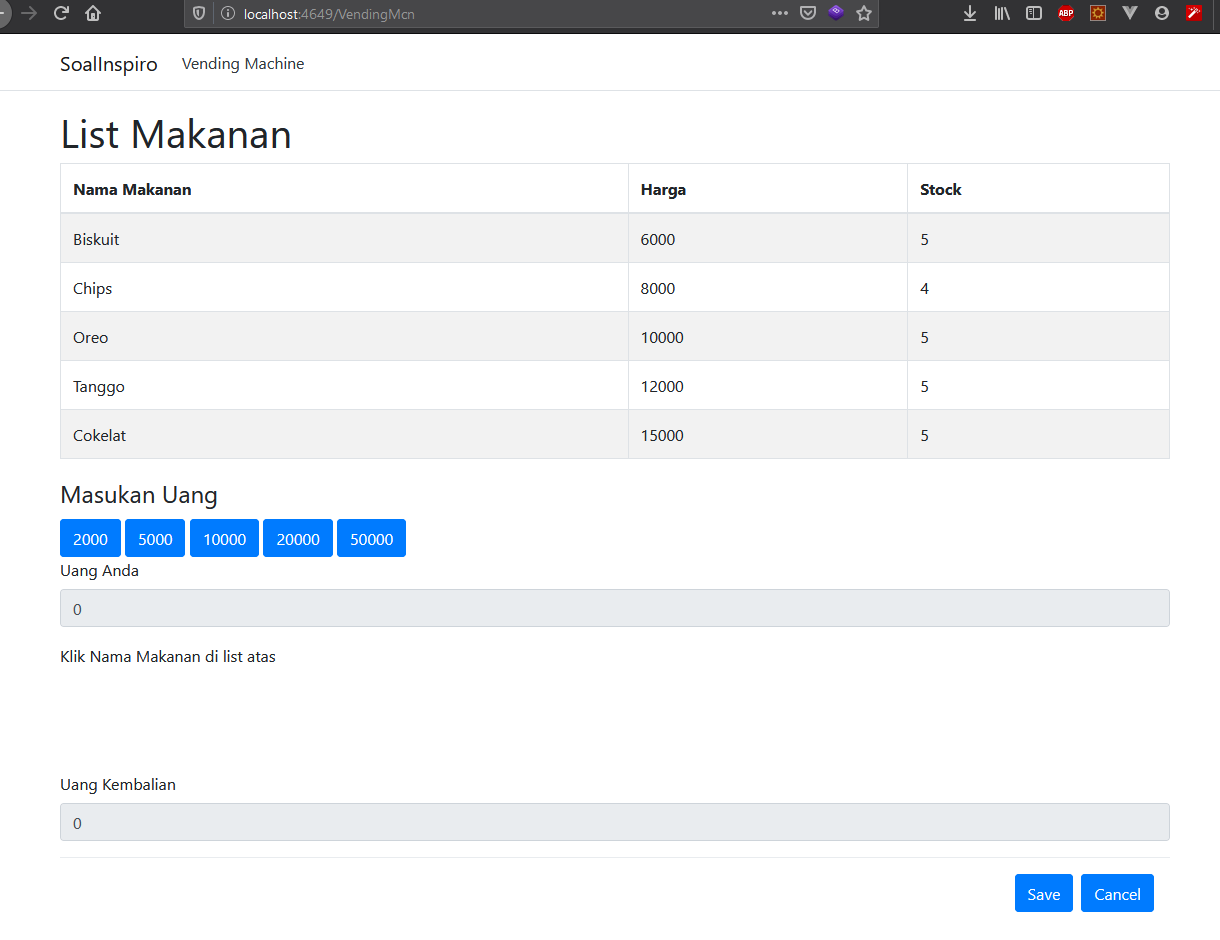 localhost:4649/VendingMcn
ABP
SoalInspiro Vending Machine
List Makanan
Nama Makanan Harga Stock
Biskuit 6000 5
Chips 8000 4
Oreo 10000 5
Tanggo 12000 5
Cokelat 15000 5
Masukan Uang
2000 5000 10000 20000 50000
Uang Anda
0
Klik Nama Makanan di list atas
Uang Kembalian
0
Save Cancel